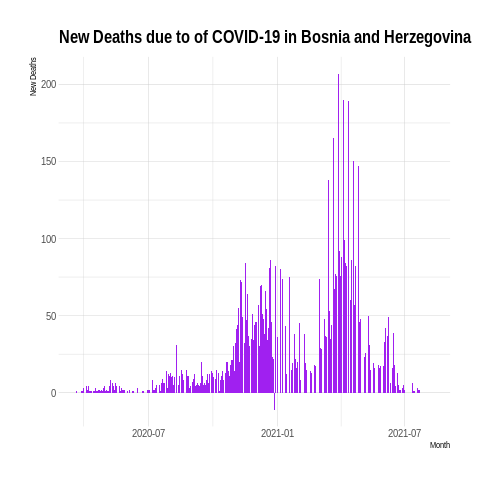 New Deaths due to of COVID-19 in Bosnia and Herzegovina
New Deaths
200
150
100
50
0
2020-07 2021-01 2021-07
Month